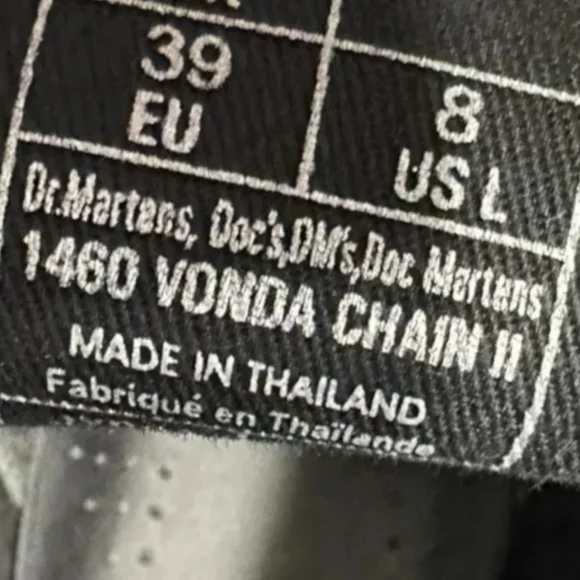 39
EU
8
US L
Dr.Martens, Doc's,DM's,Doc Martens
1460 VONDA CHAIN II
MADE IN THAILAND
Fabriqué en Thaïlande